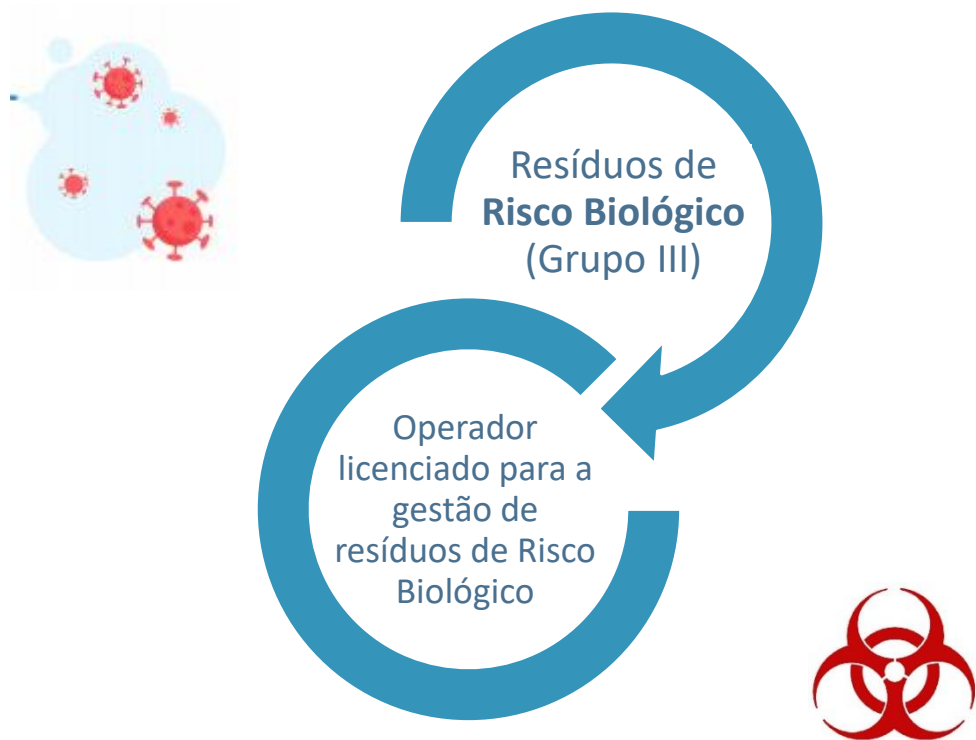 Resíduos de
Risco Biológico
(Grupo III)
Operador
licenciado para a
gestão de
resíduos de Risco
Biológico